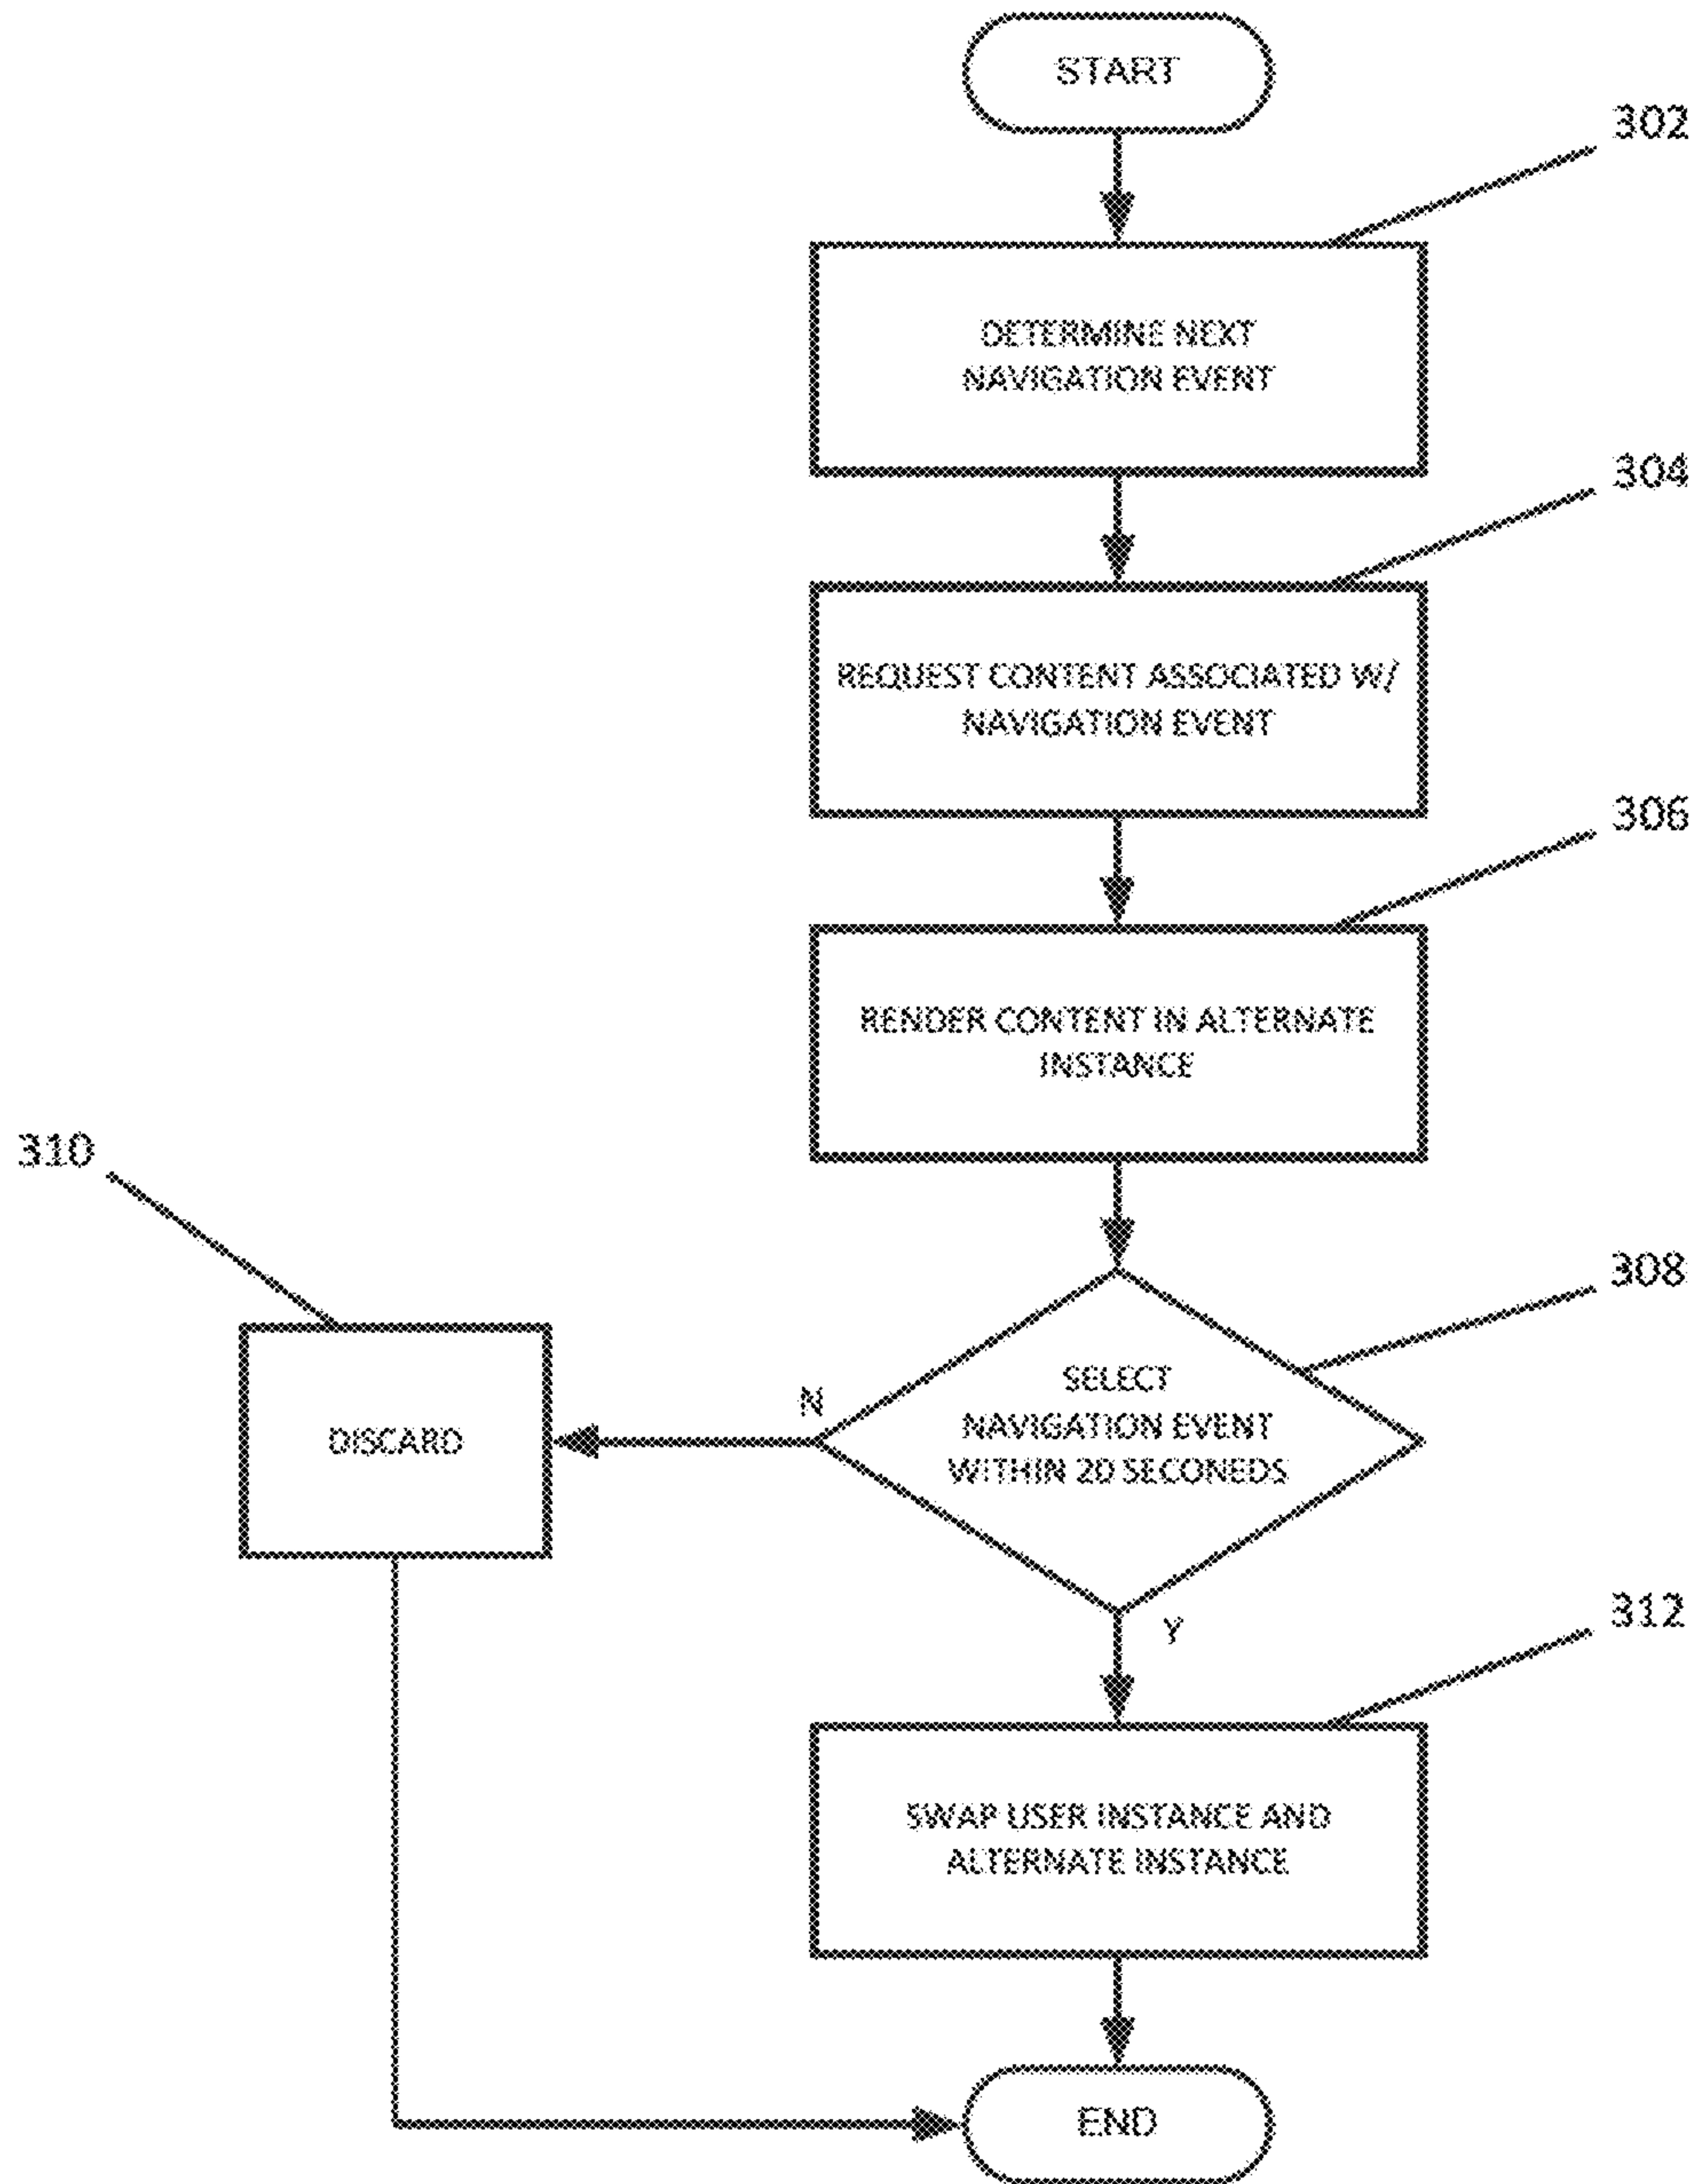 START
302
DETERMINE NEXT
NAVIGATION EVENT
304
REQUEST CONTENT ASSOCIATED W/
NAVIGATION EVENT
306
RENDER CONTENT IN ALTERNATE
INSTANCE
310
308
SELECT
NAVIGATION EVENT
WITHIN 20 SECONEDS
N
DISCARD
Y
312
SWAP USER INSTANCE AND
ALTERNATE INSTANCE
END